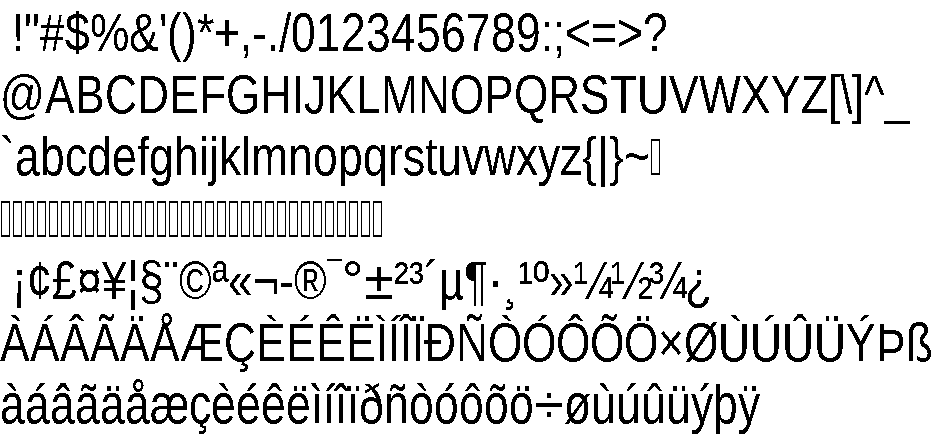 !"#$%&'()*+,-./0123456789:;<=>?
@ABCDEFGHIJKLMNOPQRSTUVWXYZ[\]^_
`abcdefghijklmnopqrstuvwxyz{|}~
¡¢£¤¥¦§¨©ª«¬-®¯°±²³´µ¶·¸¹º»¼½¾¿
ÀÁÂÃÄÅÆÇÈÉÊËÌÍÎÏÐÑÒÓÔÕÖ×ØÙÚÛÜÝÞß
àáâãäåæçèéêëìíîïðñòóôõö÷øùúûüýþÿ